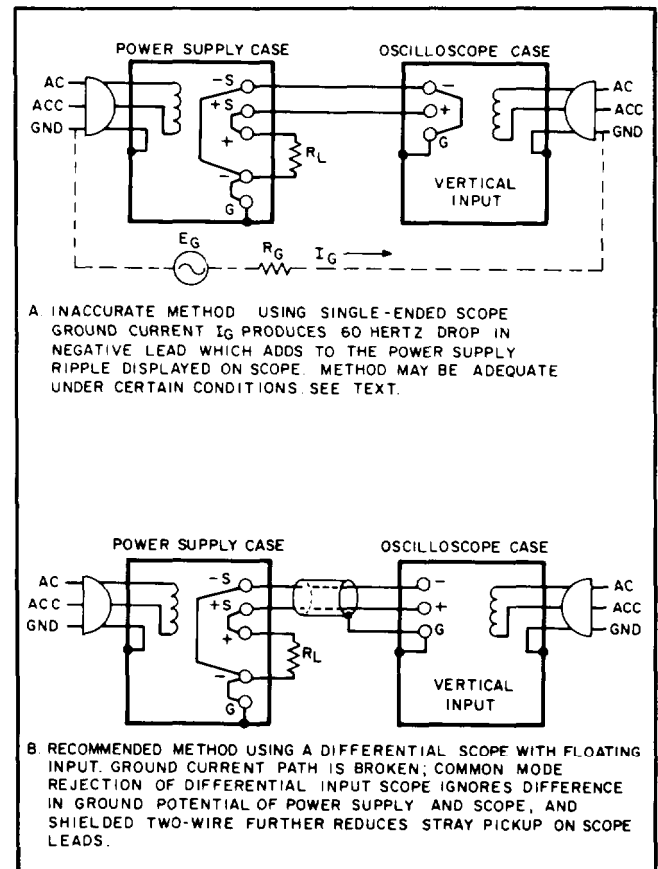 POWER SUPPLY CASE
OSCILLOSCOPE CASE
AC
ACC
GND
-S
+S
+
-
G
RL
-
+
G
VERTICAL
INPUT
AC
ACC
GND
EG
RG
IG
A. INACCURATE METHOD USING SINGLE-ENDED SCOPE
GROUND CURRENT IG PRODUCES 60 HERTZ DROP IN
NEGATIVE LEAD WHICH ADDS TO THE POWER SUPPLY
RIPPLE DISPLAYED ON SCOPE. METHOD MAY BE ADEQUATE
UNDER CERTAIN CONDITIONS. SEE TEXT.
POWER SUPPLY CASE
OSCILLOSCOPE CASE
AC
ACC
GND
-S
+S
+
-
G
RL
-
+
G
VERTICAL
INPUT
AC
ACC
GND
B. RECOMMENDED METHOD USING A DIFFERENTIAL SCOPE WITH FLOATING
INPUT. GROUND CURRENT PATH IS BROKEN; COMMON MODE
REJECTION OF DIFFERENTIAL INPUT SCOPE IGNORES DIFFERENCE
IN GROUND POTENTIAL OF POWER SUPPLY AND SCOPE, AND
SHIELDED TWO-WIRE FURTHER REDUCES STRAY PICKUP ON SCOPE
LEADS.